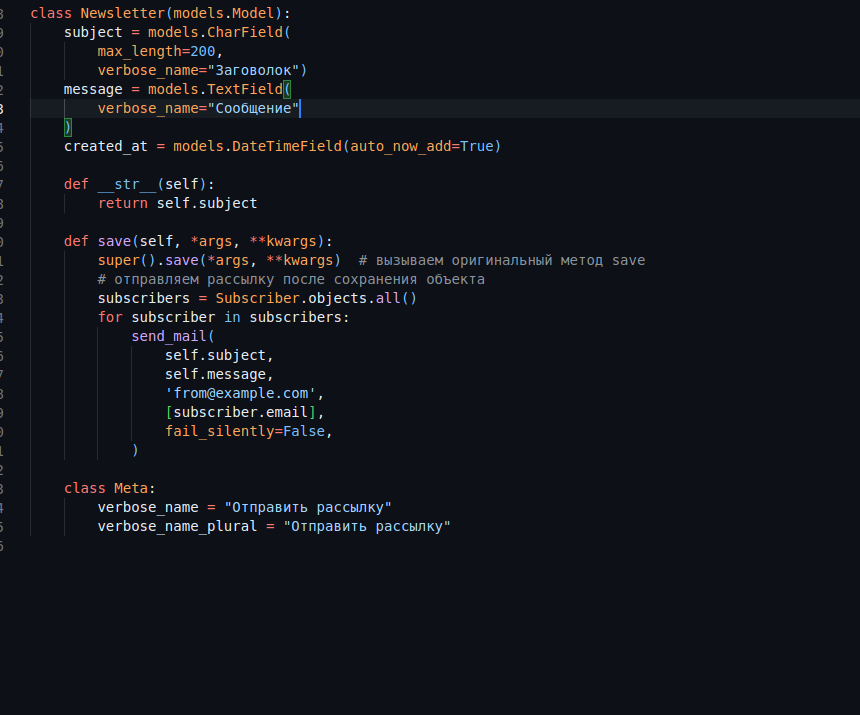 class Newsletter(models.Model):
    subject = models.CharField(
        max_length=200,
        verbose_name="Заголовок")
    message = models.TextField(
        verbose_name="Сообщение"
    )
    created_at = models.DateTimeField(auto_now_add=True)

    def __str__(self):
        return self.subject

    def save(self, *args, **kwargs):
        super().save(*args, **kwargs)  # вызываем оригинальный метод save
        # отправляем рассылку после сохранения объекта
        subscribers = Subscriber.objects.all()
        for subscriber in subscribers:
            send_mail(
                self.subject,
                self.message,
                'from@example.com',
                [subscriber.email],
                fail_silently=False,
            )

    class Meta:
        verbose_name = "Отправить рассылку"
        verbose_name_plural = "Отправить рассылку"